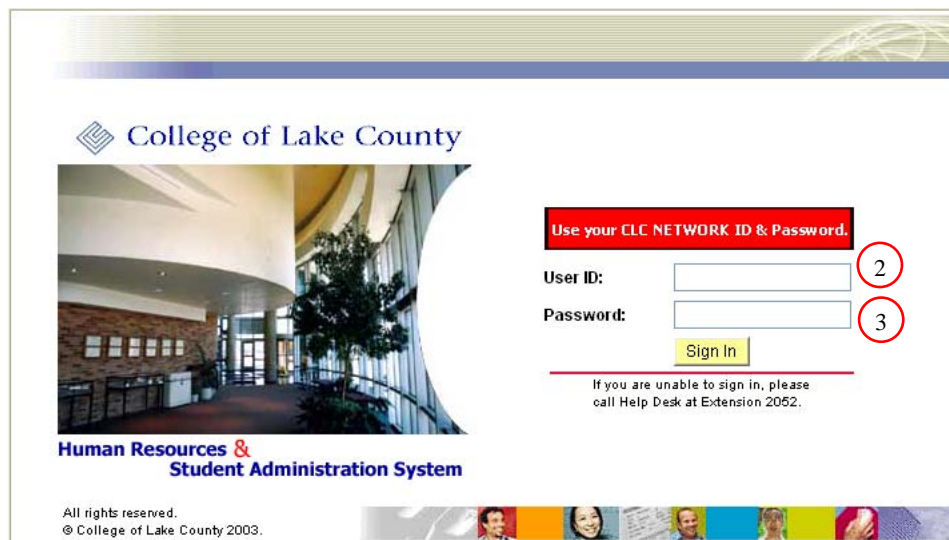 College of Lake County
Use your CLC NETWORK ID & Password.
User ID:
2
Password:
3
Sign In
If you are unable to sign in, please
call Help Desk at Extension 2052.
Human Resources &
Student Administration System
All rights reserved.
© College of Lake County 2003.